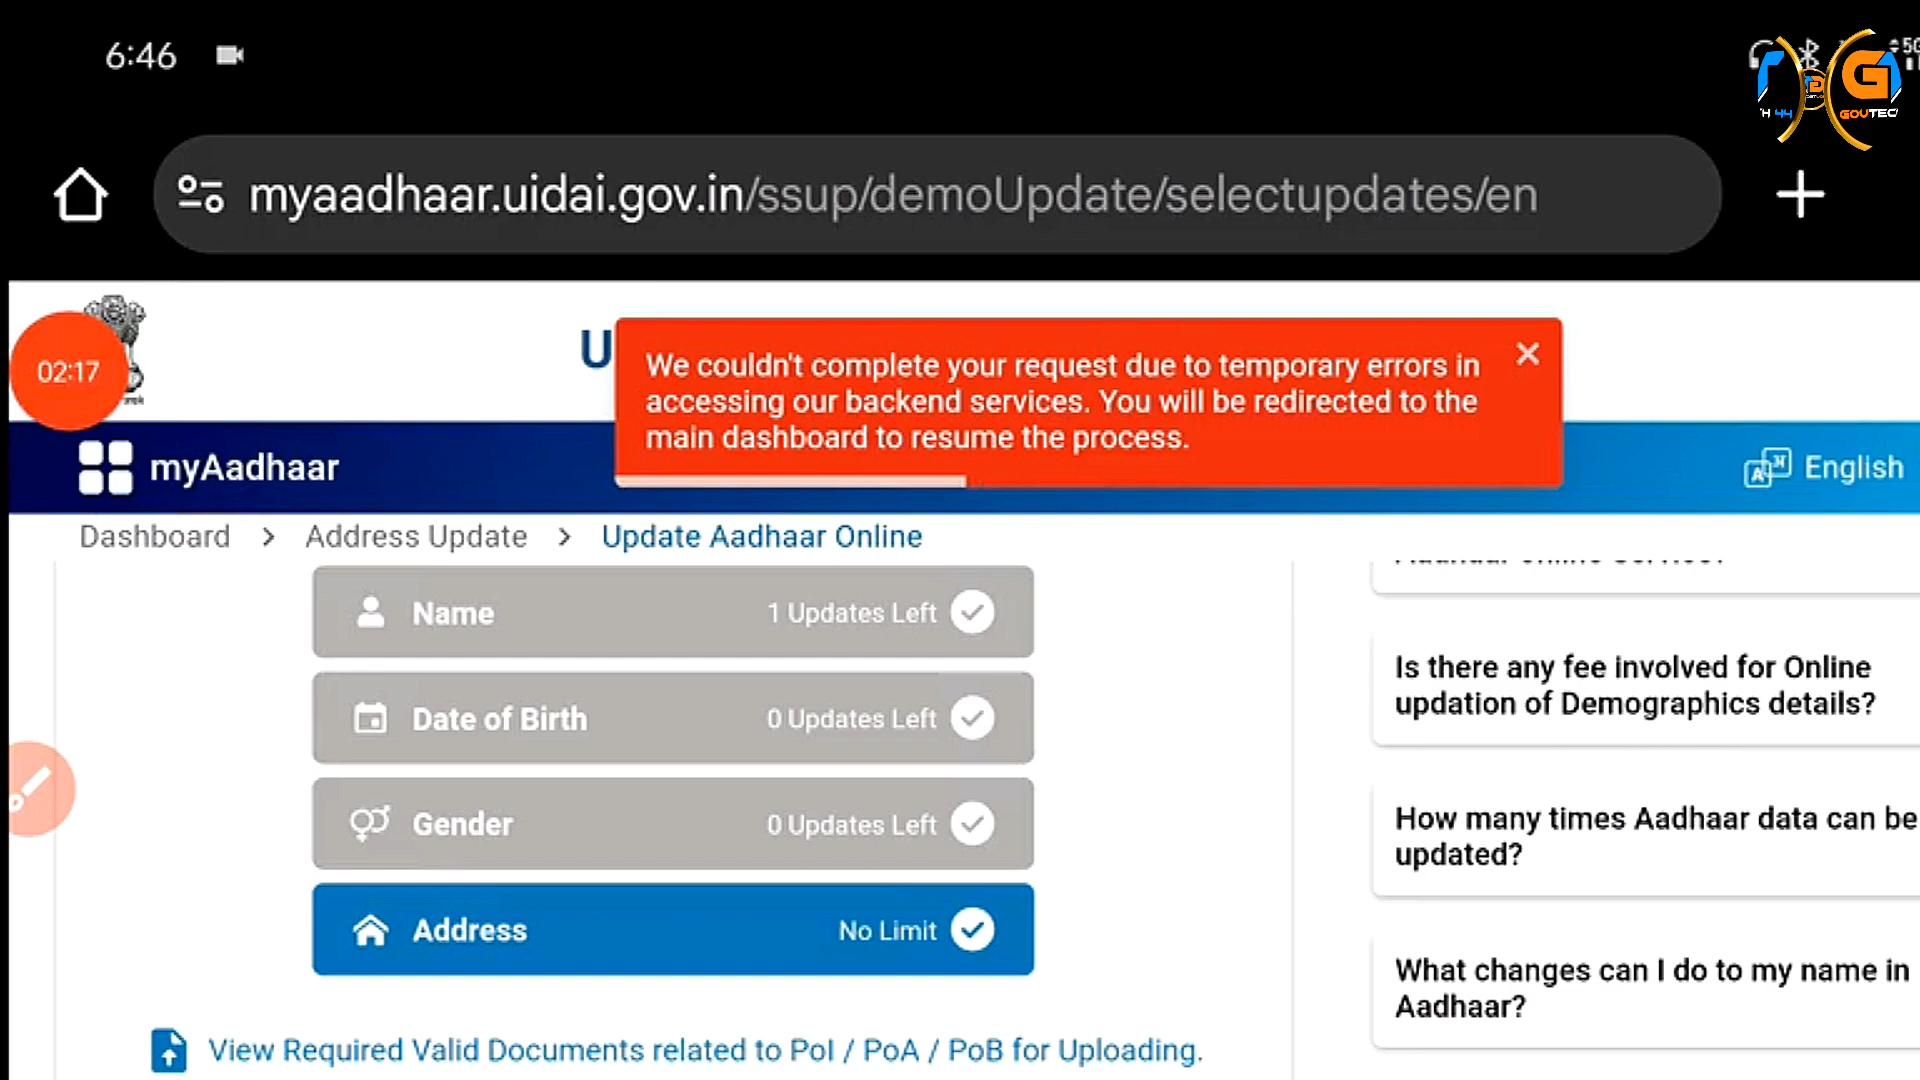 6:46
5G
H 44
GOUTEC
myaadhaar.uidai.gov.in/ssup/demoUpdate/selectupdates/en
02:17
U
We couldn't complete your request due to temporary errors in
accessing our backend services. You will be redirected to the
main dashboard to resume the process.
myAadhaar
English
Dashboard > Address Update > Update Aadhaar Online
Name 1 Updates Left
Date of Birth 0 Updates Left
Gender 0 Updates Left
Address No Limit
View Required Valid Documents related to PoI / PoA / PoB for Uploading.
Is there any fee involved for Online
updation of Demographics details?
How many times Aadhaar data can be
updated?
What changes can I do to my name in
Aadhaar?